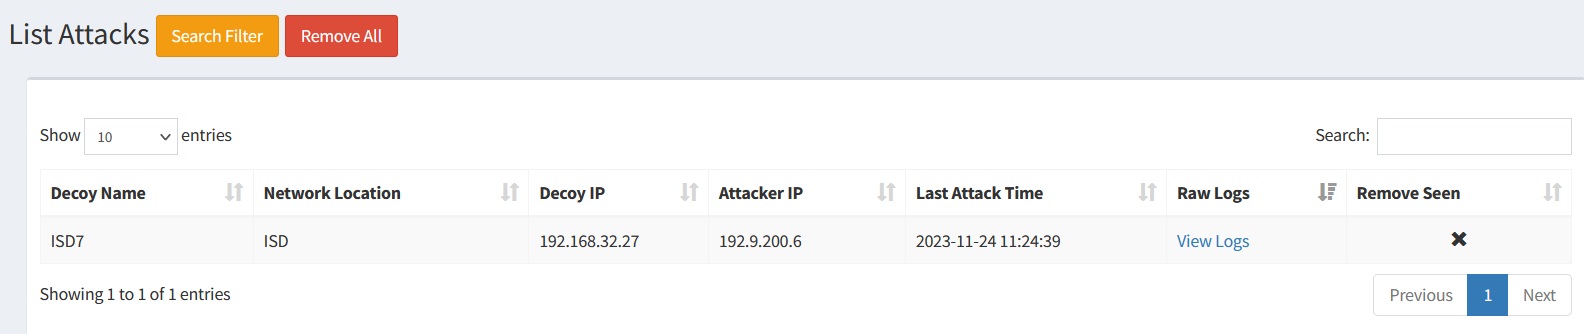 List Attacks Search Filter Remove All
Show 10 entries Search:
Decoy Name Network Location Decoy IP Attacker IP Last Attack Time Raw Logs Remove Seen
ISD7 ISD 192.168.32.27 192.9.200.6 2023-11-24 11:24:39 View Logs
Showing 1 to 1 of 1 entries Previous 1 Next